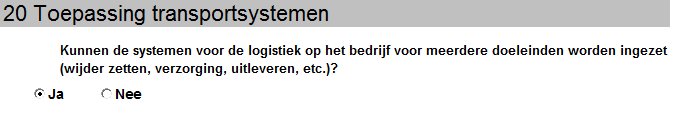 20 Toepassing transportsystemen
Kunnen de systemen voor de logistiek op het bedrijf voor meerdere doeleinden worden ingezet
(wijder zetten, verzorging, uitleveren, etc.)?
Ja Nee